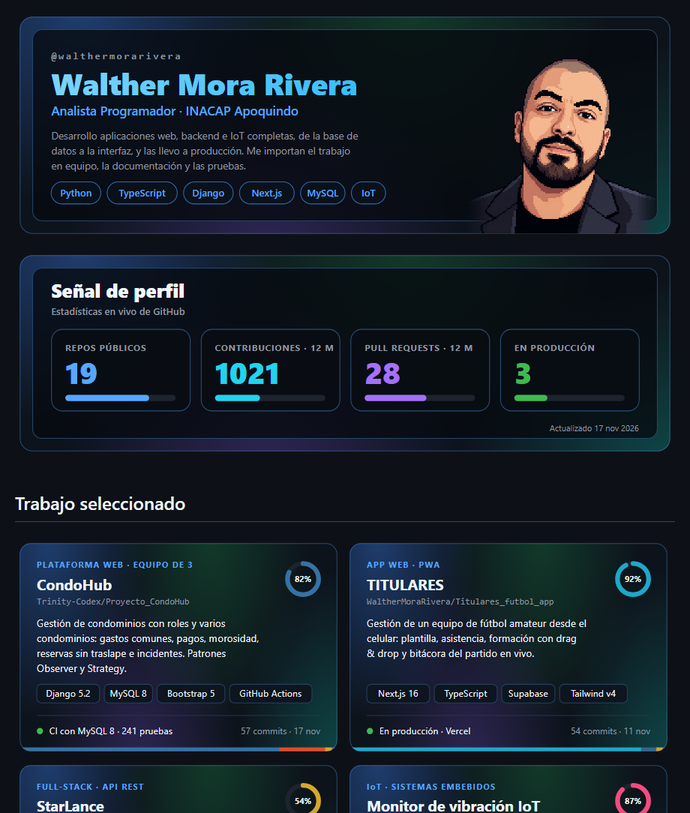 @walthermorarivera
Walther Mora Rivera
Analista Programador · INACAP Apoquindo
Desarrollo aplicaciones web, backend e IoT completas, de la base de
datos a la interfaz, y las llevo a producción. Me importan el trabajo
en equipo, la documentación y las pruebas.
Python TypeScript Django Next.js MySQL IoT
Señal de perfil
Estadísticas en vivo de GitHub
REPOS PÚBLICOS
19
CONTRIBUCIONES · 12 M
1021
PULL REQUESTS · 12 M
28
EN PRODUCCIÓN
3
Actualizado 17 nov 2026
Trabajo seleccionado
PLATAFORMA WEB · EQUIPO DE 3
82%
CondoHub
Trinity-Codex/Proyecto_CondoHub
Gestión de condominios con roles y varios
condominios: gastos comunes, pagos, morosidad,
reservas sin traslape e incidentes. Patrones
Observer y Strategy.
Django 5.2 MySQL 8 Bootstrap 5 GitHub Actions
CI con MySQL 8 · 241 pruebas
57 commits · 17 nov
APP WEB · PWA
92%
TITULARES
WaltherMoraRivera/Titulares_futbol_app
Gestión de un equipo de fútbol amateur desde el
celular: plantilla, asistencia, formación con drag
& drop y bitácora del partido en vivo.
Next.js 16 TypeScript Supabase Tailwind v4
En producción · Vercel
54 commits · 11 nov
FULL-STACK · API REST
54%
StarLance
IoT · SISTEMAS EMBEBIDOS
87%
Monitor de vibración IoT